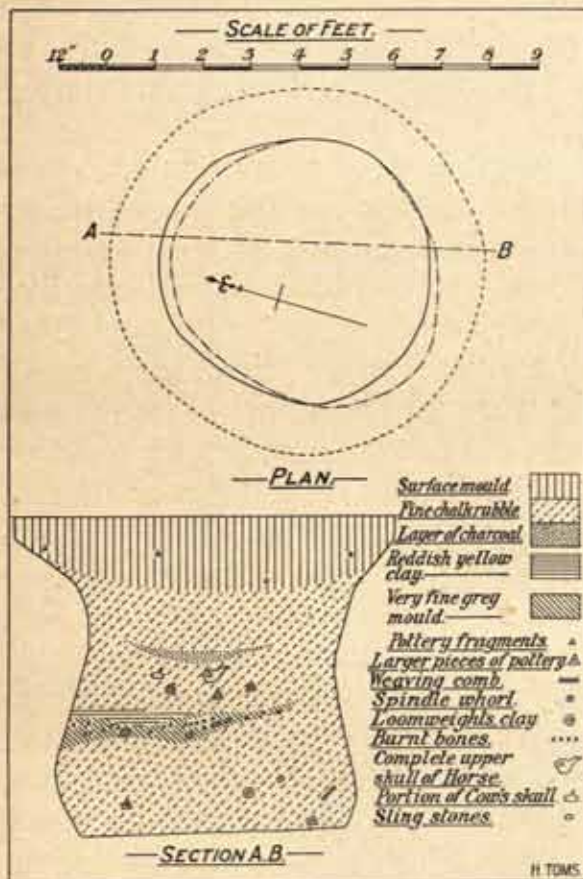 SCALE OF FEET.
12" 0 1 2 3 4 5 6 7 8 9
A
B
PLAN.
Surface mould
Fine chalk rubble
Layer of charcoal
Reddish yellow
clay.
Very fine grey
mould.
Pottery fragments.
Larger pieces of pottery
Weaving comb.
Spindle whorl.
Loomweights clay
Burnt bones.
Complete upper
skull of Horse.
Portion of Cow's skull
Sling stones.
SECTION A.B.
H. TOMS.